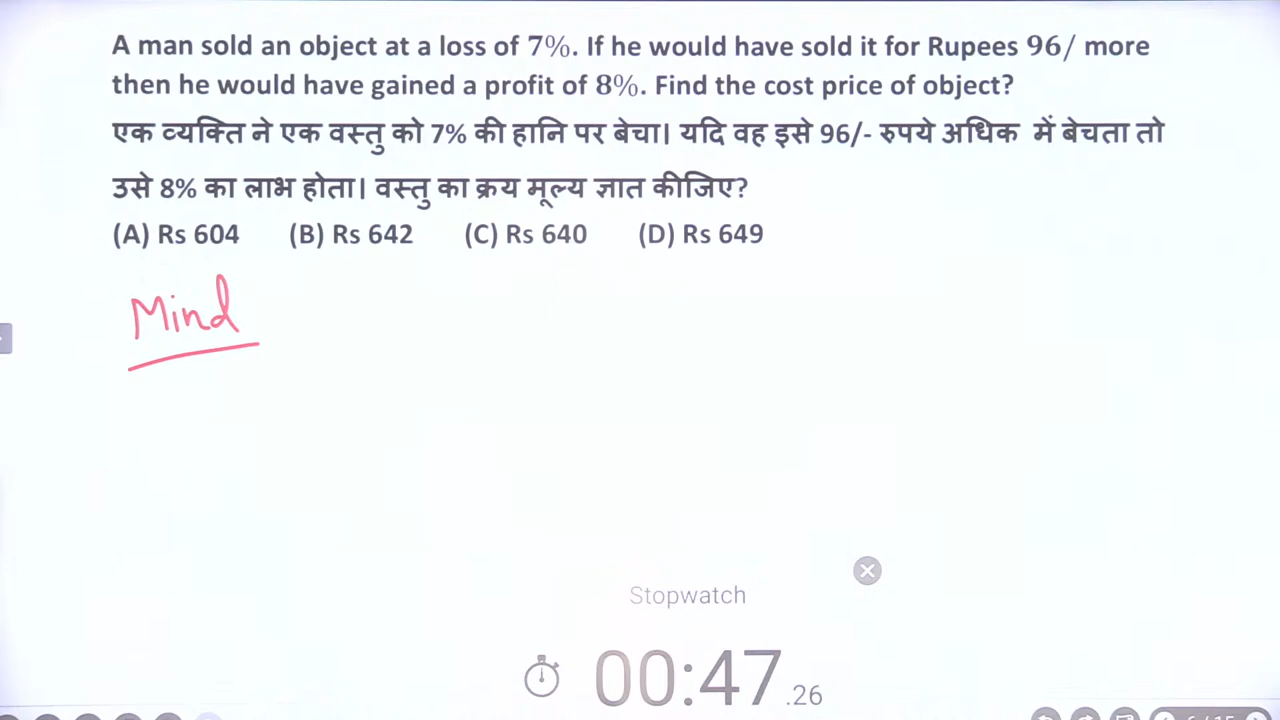 A man sold an object at a loss of 7%. If he would have sold it for Rupees 96/ more
then he would have gained a profit of 8%. Find the cost price of object?
एक व्यक्ति ने एक वस्तु को 7% की हानि पर बेचा। यदि वह इसे 96/- रुपये अधिक में बेचता तो
उसे 8% का लाभ होता। वस्तु का क्रय मूल्य ज्ञात कीजिए?
(A) Rs 604 (B) Rs 642 (C) Rs 640 (D) Rs 649
Mind
Stopwatch
00:47.26